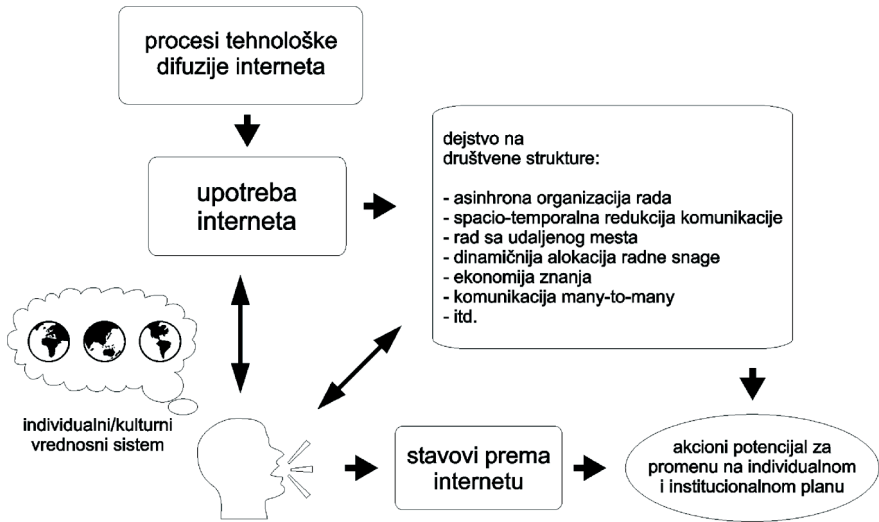 procesi tehnološke
difuzije interneta
upotreba
interneta
dejstvo na
društvene strukture:
- asinhrona organizacija rada
- spacio-temporalna redukcija komunikacije
- rad sa udaljenog mesta
- dinamičnija alokacija radne snage
- ekonomija znanja
- komunikacija many-to-many
- itd.
individualni/kulturni
vrednosni sistem
stavovi prema
internetu
akcioni potencijal za
promenu na individualnom
i institucionalnom planu